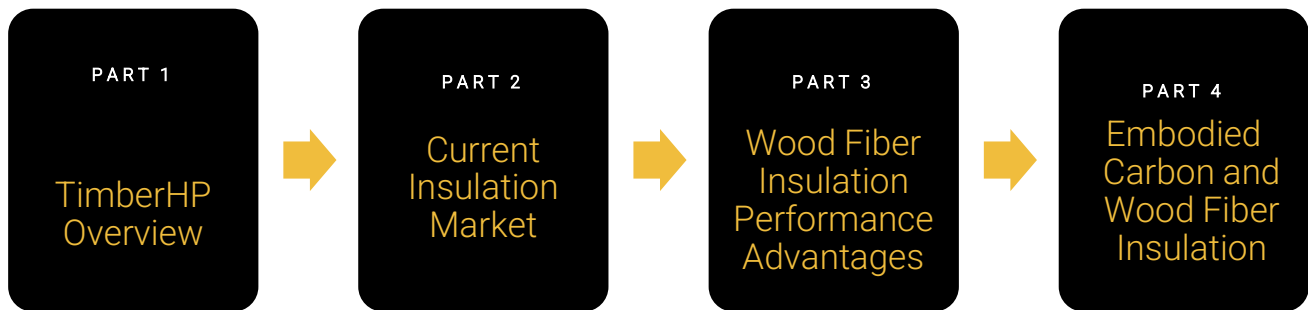 PART 1
TimberHP
Overview
PART 2
Current
Insulation
Market
PART 3
Wood Fiber
Insulation
Performance
Advantages
PART 4
Embodied
Carbon and
Wood Fiber
Insulation